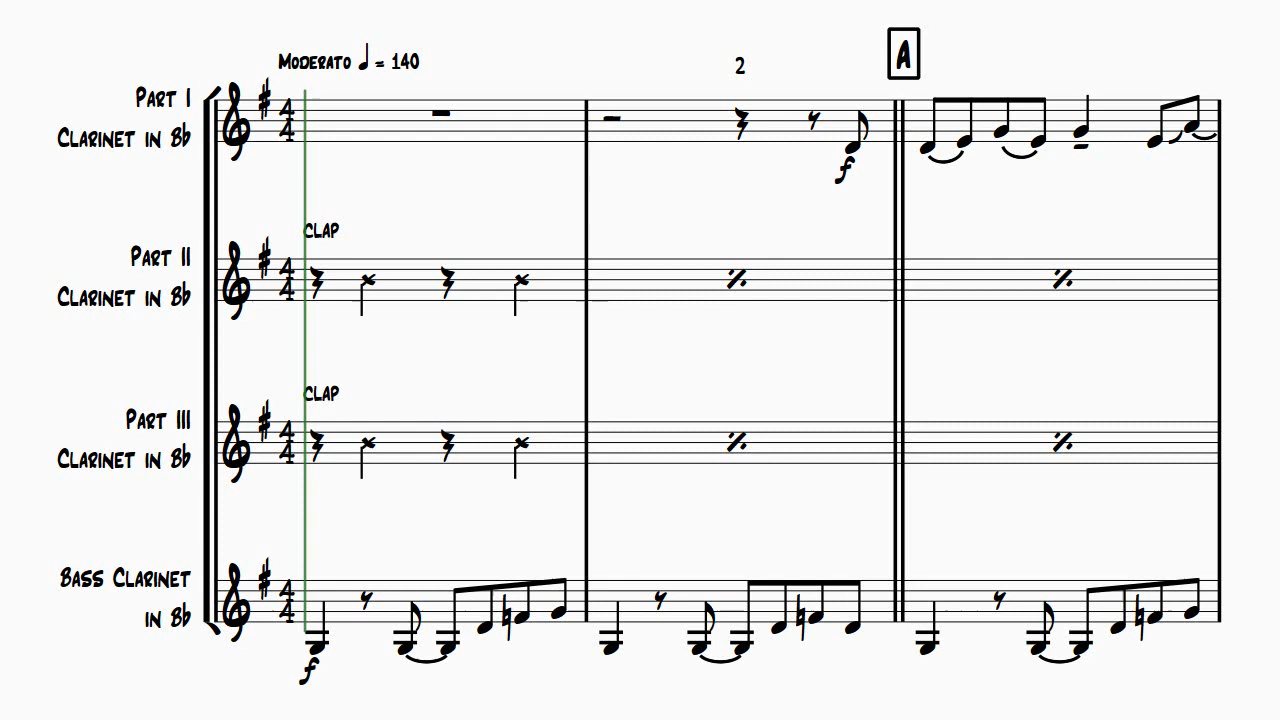 Moderato ♩ = 140
2
A
Part I
Clarinet in Bb
f
clap
Part II
Clarinet in Bb
clap
Part III
Clarinet in Bb
Bass Clarinet
in Bb
f